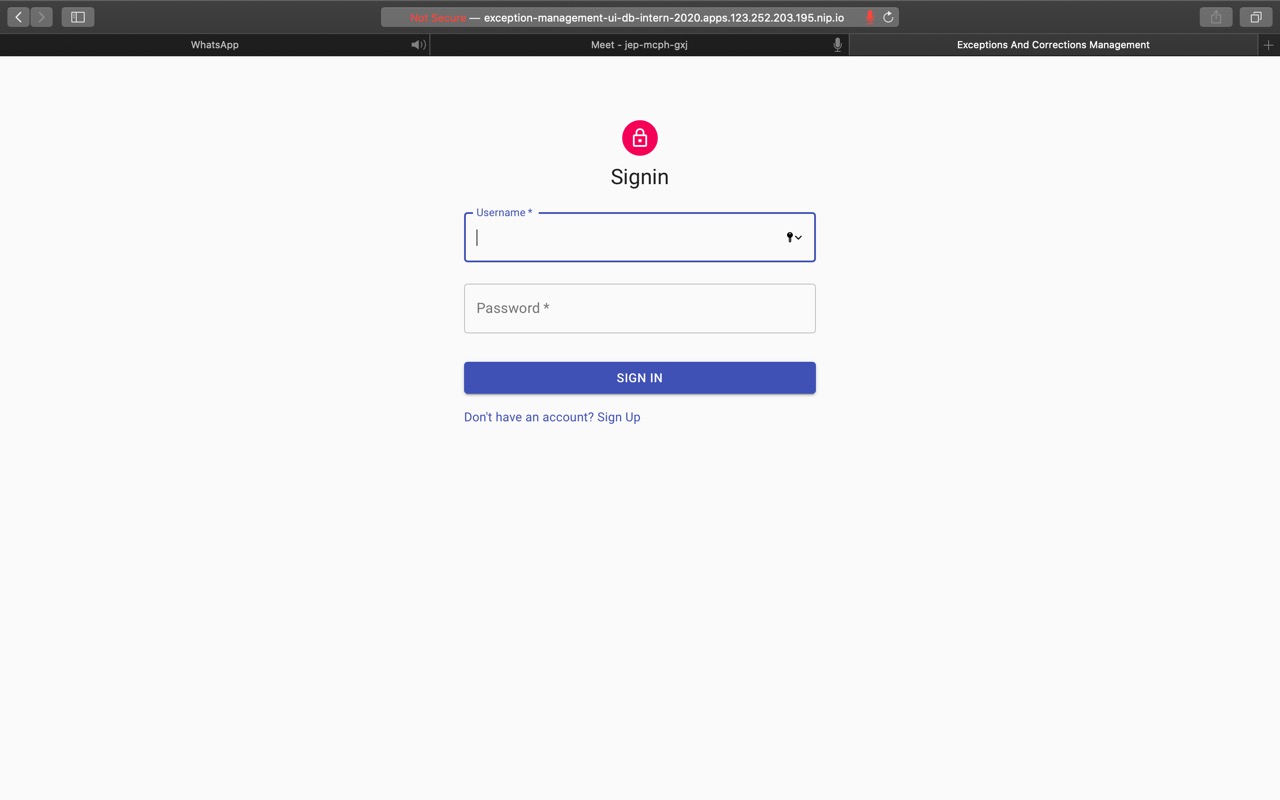 Not Secure — exception-management-ui-db-intern-2020.apps.123.252.203.195.nip.io
WhatsApp
Meet - jep-mcph-gxj
Exceptions And Corrections Management
Signin
Username *
Password *
SIGN IN
Don't have an account? Sign Up